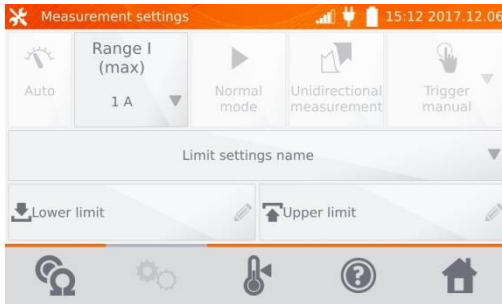 Measurement settings
15:12 2017.12.06
Range I
(max)
1 A
Auto
Normal
mode
Unidirectional
measurement
Trigger
manual
Limit settings name
Lower limit
Upper limit